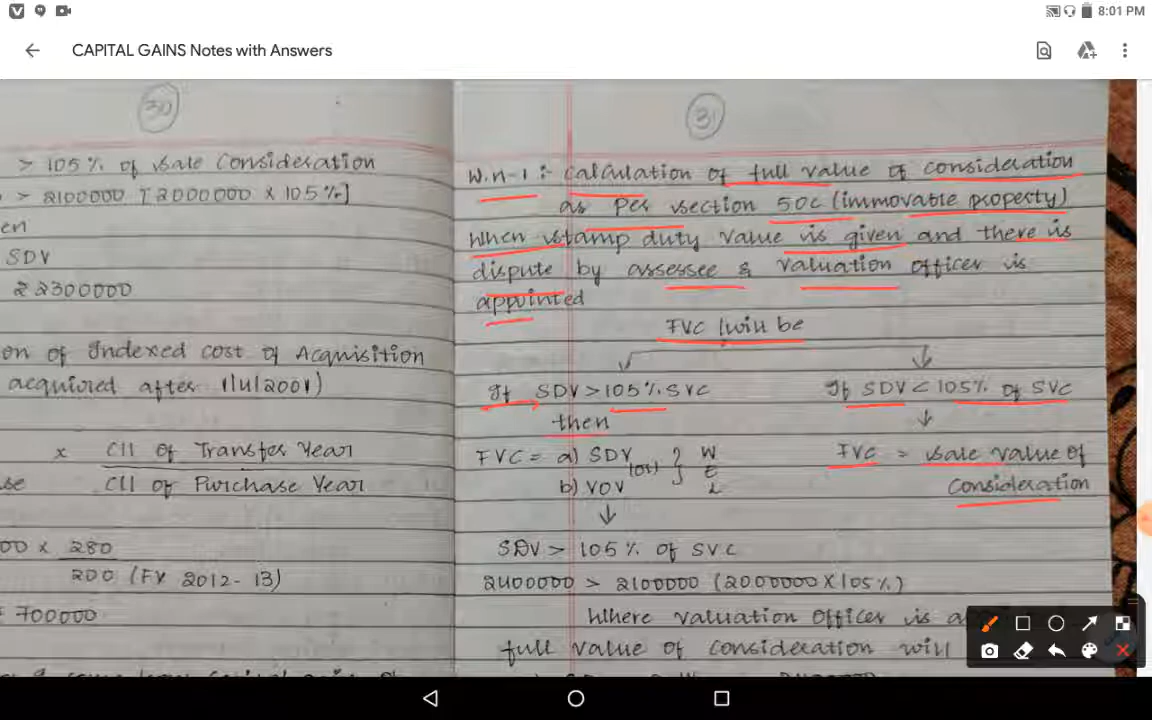 8:01 PM
CAPITAL GAINS Notes with Answers
30
> 105% of sale Consideration
> 2100000 [2000000 x 105%]
en
SDV
22300000
on of Indexed Cost of Acquisition
acquired after 1/4/2001)
x CII of Transfer Year
CII of Purchase Year
se
00 x 280
200 (FY 2012-13)
700000
31
W.n-1 :- Calculation of full value of consideration
as per section 50C (immovable property)
When stamp duty value is given and there is
dispute by assessee & valuation officer is
appointed
FVC will be
If SDV > 105% SVC
then
FVC = a) SDV
(or)
b) VOV
W
E
L
If SDV < 105% of SVC
FVC = Sale value of
Consideration
SDV > 105% of SVC
2400000 > 2100000 (2000000 X 105%)
Where valuation officer is a
full value of consideration will